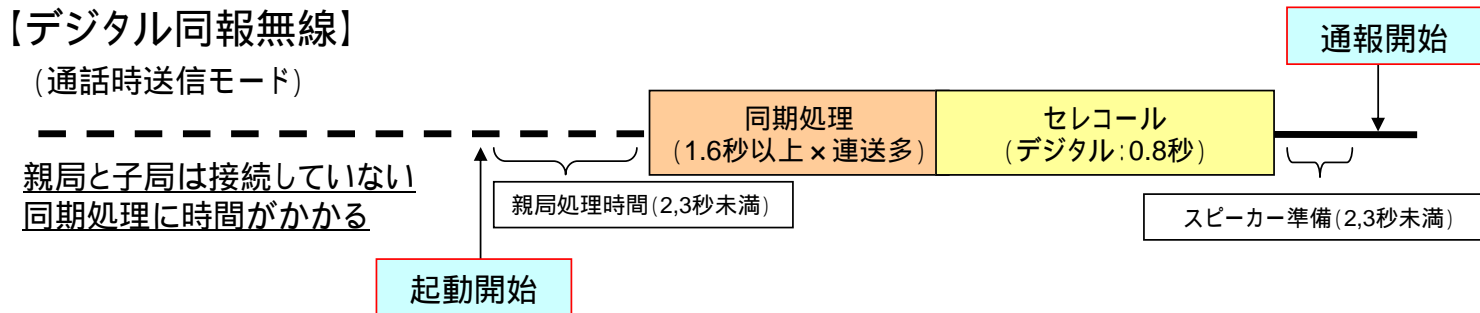 【デジタル同報無線】
(通話時送信モード)
通報開始
同期処理
(1.6秒以上×連送多)
セレコール
(デジタル:0.8秒)
親局と子局は接続していない
同期処理に時間がかかる
親局処理時間(2,3秒未満)
スピーカー準備(2,3秒未満)
起動開始